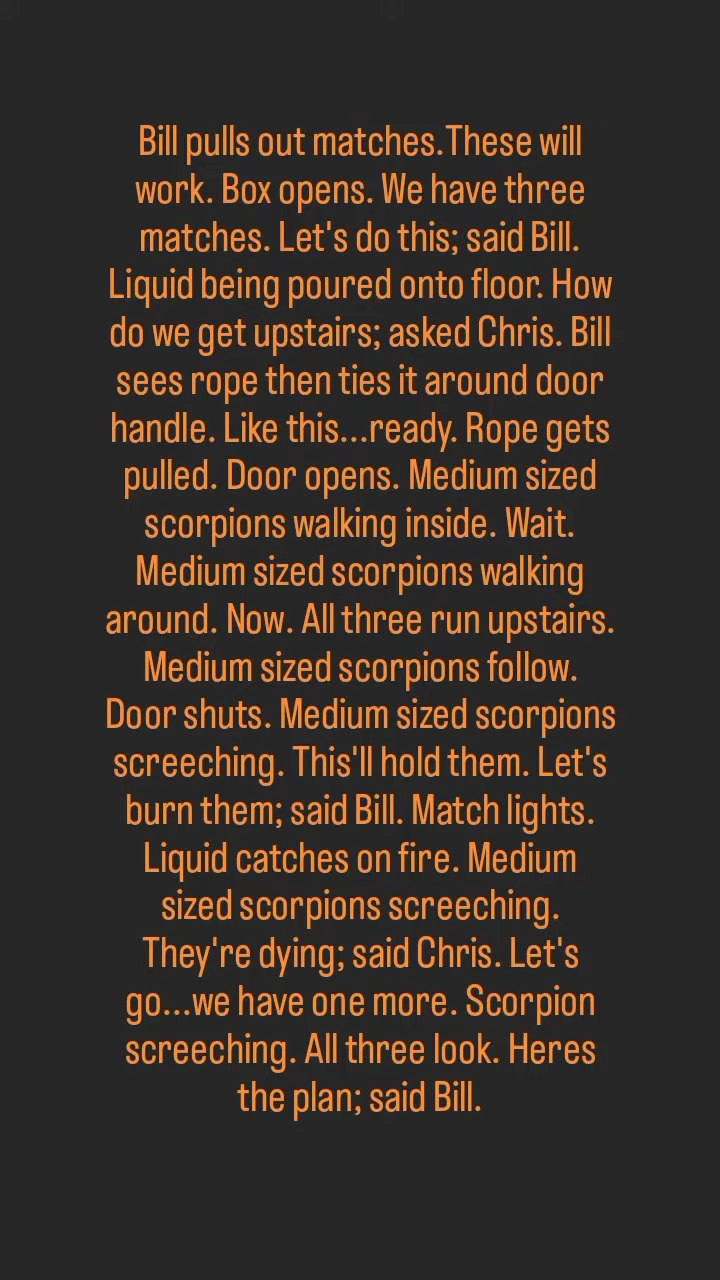 Bill pulls out matches.These will
work. Box opens. We have three
matches. Let's do this; said Bill.
Liquid being poured onto floor. How
do we get upstairs; asked Chris. Bill
sees rope then ties it around door
handle. Like this...ready. Rope gets
pulled. Door opens. Medium sized
scorpions walking inside. Wait.
Medium sized scorpions walking
around. Now. All three run upstairs.
Medium sized scorpions follow.
Door shuts. Medium sized scorpions
screeching. This'll hold them. Let's
burn them; said Bill. Match lights.
Liquid catches on fire. Medium
sized scorpions screeching.
They're dying; said Chris. Let's
go...we have one more. Scorpion
screeching. All three look. Heres
the plan; said Bill.